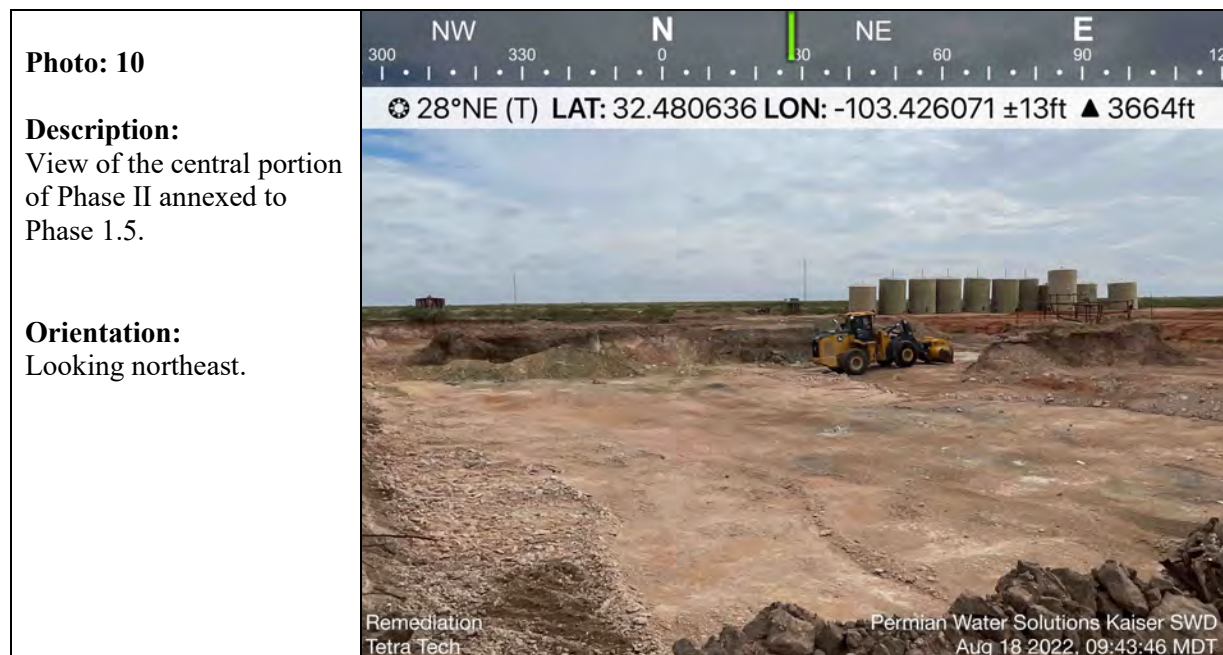 Photo: 10
Description:
View of the central portion
of Phase II annexed to
Phase 1.5.
Orientation:
Looking northeast.
NW N NE E
300 330 0 30 60 90 12
28°NE (T) LAT: 32.480636 LON: -103.426071 ±13ft ▲ 3664ft
Remediation
Tetra Tech
Permian Water Solutions Kaiser SWD
Aug 18 2022, 09:43:46 MDT